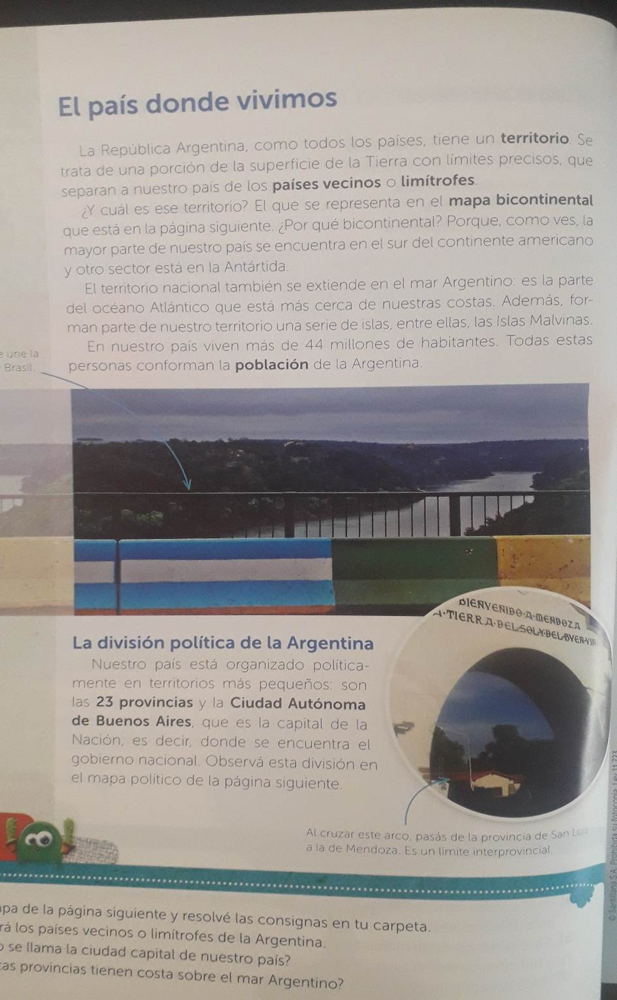 El país donde vivimos
La República Argentina, como todos los países, tiene un territorio. Se
trata de una porción de la superficie de la Tierra con límites precisos, que
separan a nuestro país de los países vecinos o limítrofes.
¿Y cuál es ese territorio? El que se representa en el mapa bicontinental
que está en la página siguiente. ¿Por qué bicontinental? Porque, como ves, la
mayor parte de nuestro país se encuentra en el sur del continente americano
y otro sector está en la Antártida.
El territorio nacional también se extiende en el mar Argentino: es la parte
del océano Atlántico que está más cerca de nuestras costas. Además, for-
man parte de nuestro territorio una serie de islas, entre ellas, las Islas Malvinas.
En nuestro país viven más de 44 millones de habitantes. Todas estas
personas conforman la población de la Argentina.
e une la
Brasil.
BIENVENIDO·A·MENDOZA
TIERRA·DEL·SOL·Y·DEL·BVEN·VI
La división política de la Argentina
Nuestro país está organizado política-
mente en territorios más pequeños: son
las 23 provincias y la Ciudad Autónoma
de Buenos Aires, que es la capital de la
Nación, es decir, donde se encuentra el
gobierno nacional. Observá esta división en
el mapa político de la página siguiente.
Al cruzar este arco, pasás de la provincia de San Luis
a la de Mendoza. Es un límite interprovincial.
© Santillana S.A. Prohibida su fotocopia. Ley 11.723
apa de la página siguiente y resolvé las consignas en tu carpeta.
rá los países vecinos o limítrofes de la Argentina.
o se llama la ciudad capital de nuestro país?
tas provincias tienen costa sobre el mar Argentino?